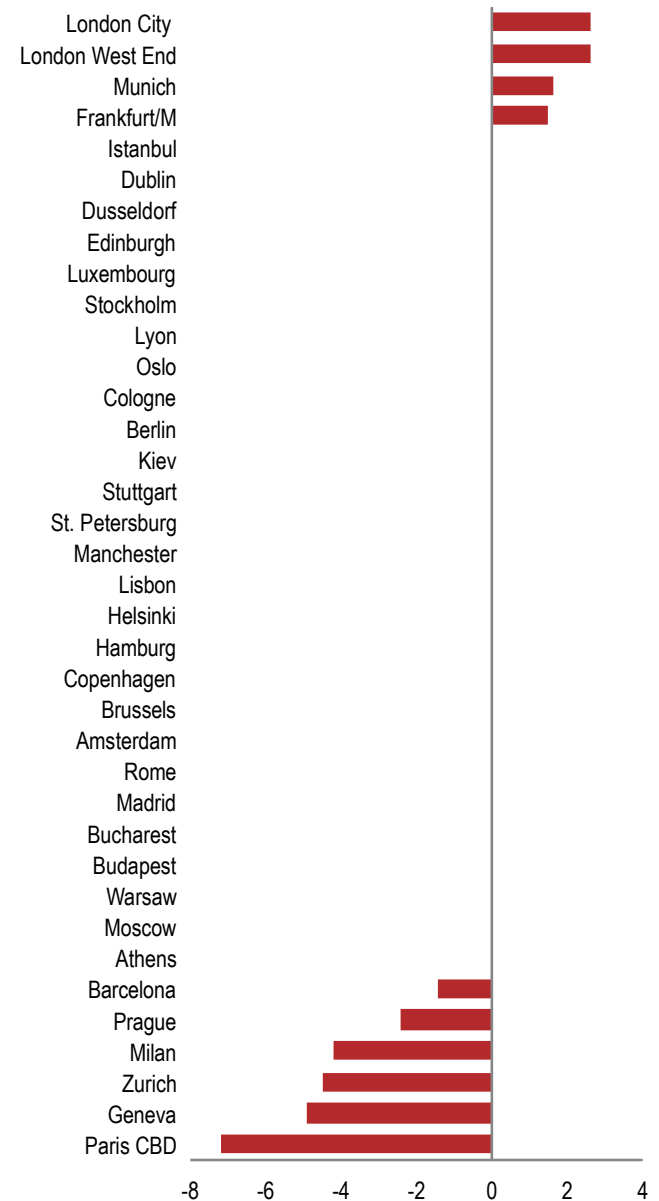 London City
London West End
Munich
Frankfurt/M
Istanbul
Dublin
Dusseldorf
Edinburgh
Luxembourg
Stockholm
Lyon
Oslo
Cologne
Berlin
Kiev
Stuttgart
St. Petersburg
Manchester
Lisbon
Helsinki
Hamburg
Copenhagen
Brussels
Amsterdam
Rome
Madrid
Bucharest
Budapest
Warsaw
Moscow
Athens
Barcelona
Prague
Milan
Zurich
Geneva
Paris CBD
-8 -6 -4 -2 0 2 4